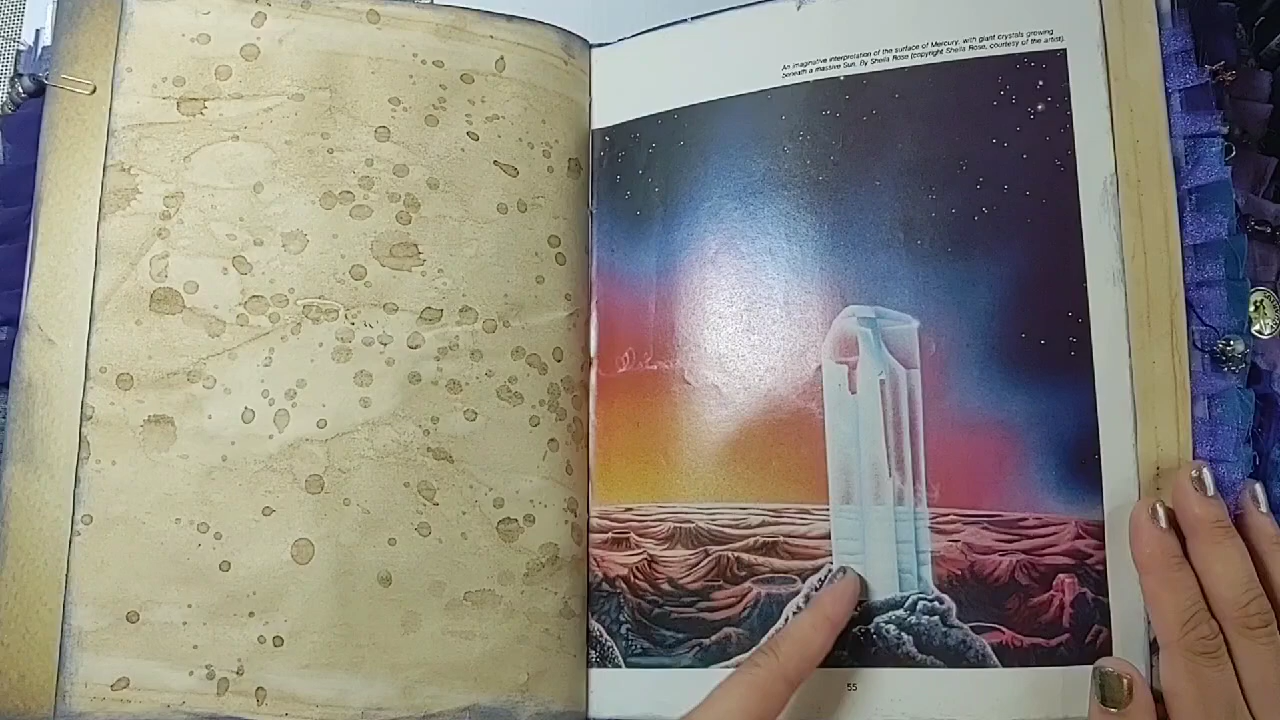 An imaginative interpretation of the surface of Mercury, with giant crystals growing
beneath a massive Sun. By Sheila Rose (copyright Sheila Rose, courtesy of the artist).
55